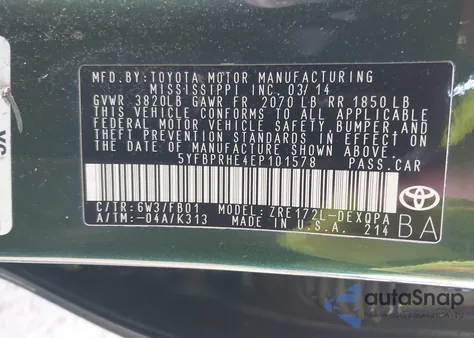 MFD. BY: TOYOTA MOTOR MANUFACTURING
MISSISSIPPI INC. 03/14
GVWR 3820LB GAWR FR 2070 LB RR 1850 LB
THIS VEHICLE CONFORMS TO ALL APPLICABLE
FEDERAL MOTOR VEHICLE SAFETY, BUMPER, AND
THEFT PREVENTION STANDARDS IN EFFECT
ON THE DATE OF MANUFACTURE SHOWN ABOVE.
5YFBPRHE4EP101578 PASS. CAR
C/TR: 6W3/FB01 MODEL: ZRE172L-DEXQPA
A/TM:-04A/K313 MADE IN U.S.A. 214
BA
autoSnap